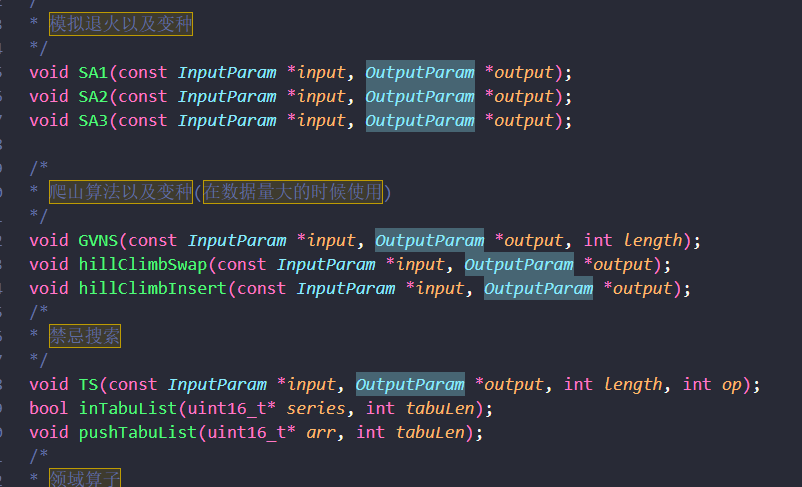 /*
* 模拟退火以及变种
*/
void SA1(const InputParam *input, OutputParam *output);
void SA2(const InputParam *input, OutputParam *output);
void SA3(const InputParam *input, OutputParam *output);
/*
* 爬山算法以及变种(在数据量大的时候使用)
*/
void GVNS(const InputParam *input, OutputParam *output, int length);
void hillClimbSwap(const InputParam *input, OutputParam *output);
void hillClimbInsert(const InputParam *input, OutputParam *output);
/*
* 禁忌搜索
*/
void TS(const InputParam *input, OutputParam *output, int length, int op);
bool inTabuList(uint16_t* series, int tabuLen);
void pushTabuList(uint16_t* arr, int tabuLen);
/*
* 领域算子